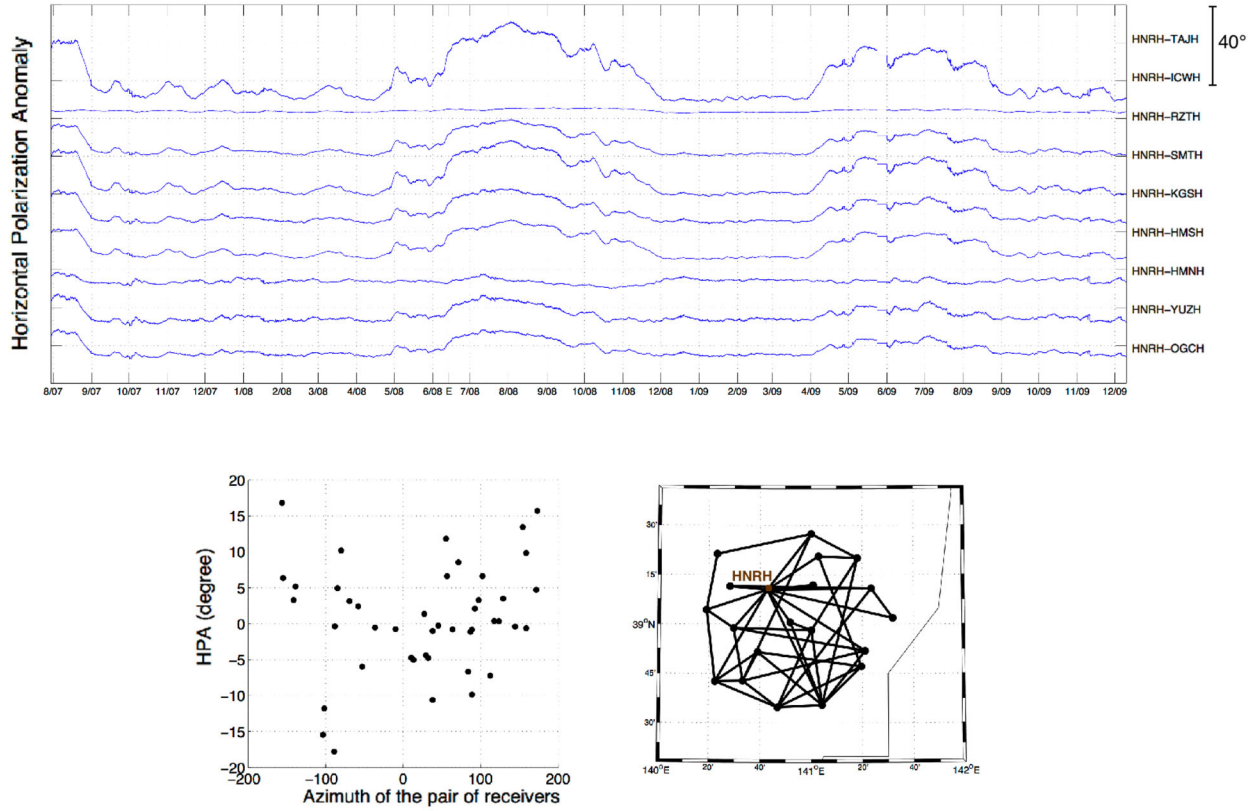 Horizontal Polarization Anomaly
40°
HNRH-TAJH
HNRH-ICWH
HNRH-RZTH
HNRH-SMTH
HNRH-KGSH
HNRH-HMSH
HNRH-HMNH
HNRH-YUZH
HNRH-OGCH
8/07 9/07 10/07 11/07 12/07 1/08 2/08 3/08 4/08 5/08 6/08 E 7/08 8/08 9/08 10/08 11/08 12/08 1/09 2/09 3/09 4/09 5/09 6/09 7/09 8/09 9/09 10/09 11/09 12/09
HPA (degree)
20
15
10
5
0
−5
−10
−15
−20
−200 −100 0 100 200
Azimuth of the pair of receivers
HNRH
30'
15'
39°N
45'
30'
140°E 20' 40' 141°E 20' 40' 142°E